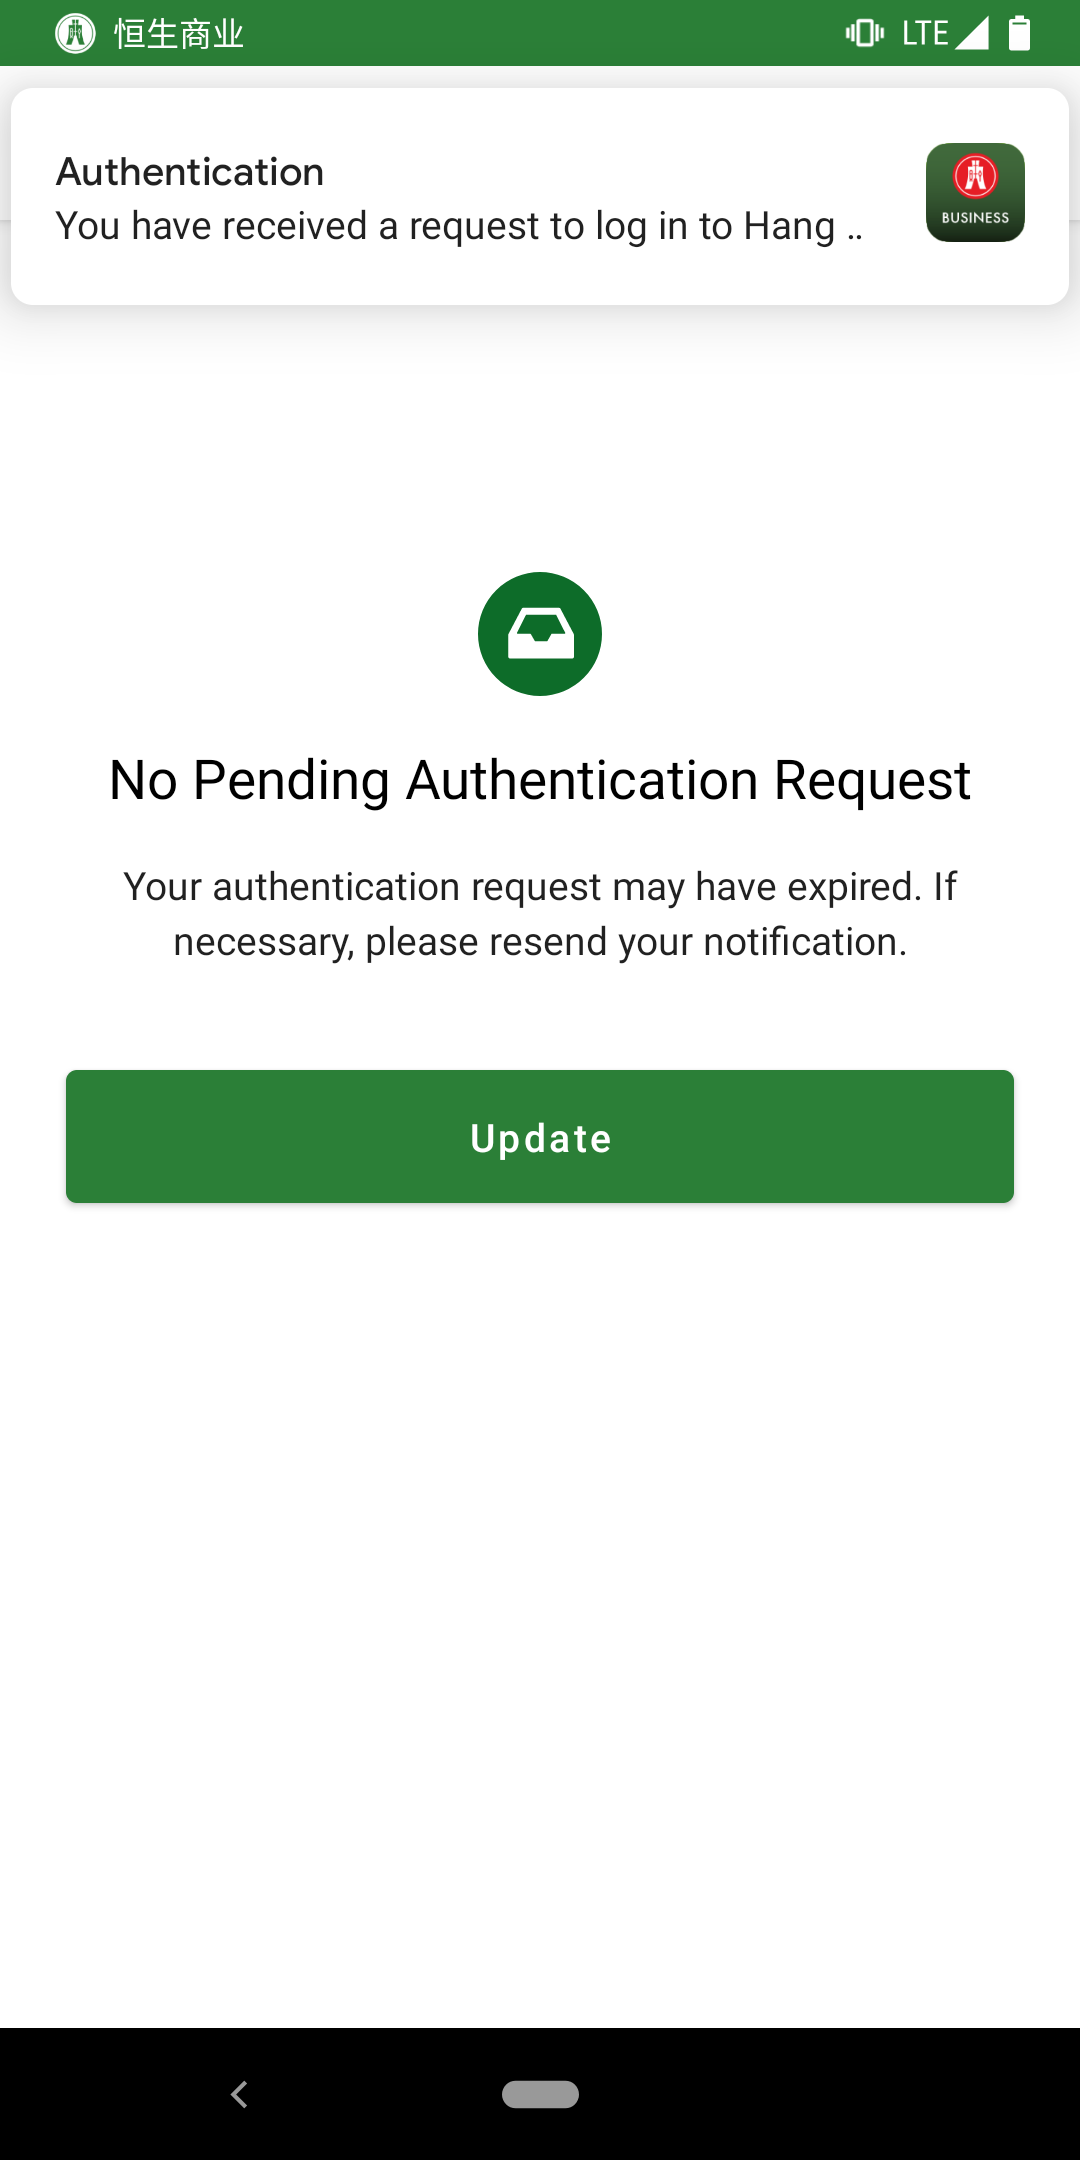 恒生商业
LTE
Authentication
You have received a request to log in to Hang ..
BUSINESS
No Pending Authentication Request
Your authentication request may have expired. If
necessary, please resend your notification.
Update